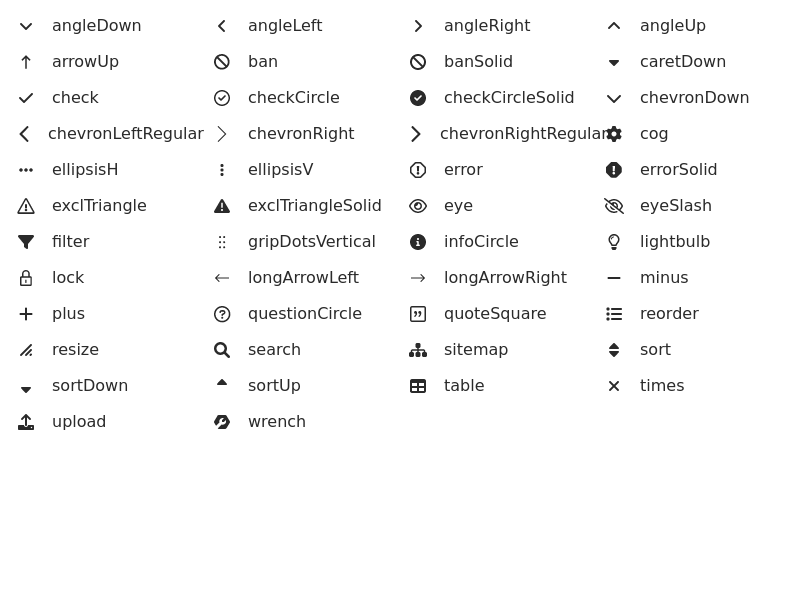 angleDown angleLeft angleRight angleUp
arrowUp ban banSolid caretDown
check checkCircle checkCircleSolid chevronDown
chevronLeftRegular chevronRight chevronRightRegular cog
ellipsisH ellipsisV error errorSolid
exclTriangle exclTriangleSolid eye eyeSlash
filter gripDotsVertical infoCircle lightbulb
lock longArrowLeft longArrowRight minus
plus questionCircle quoteSquare reorder
resize search sitemap sort
sortDown sortUp table times
upload wrench